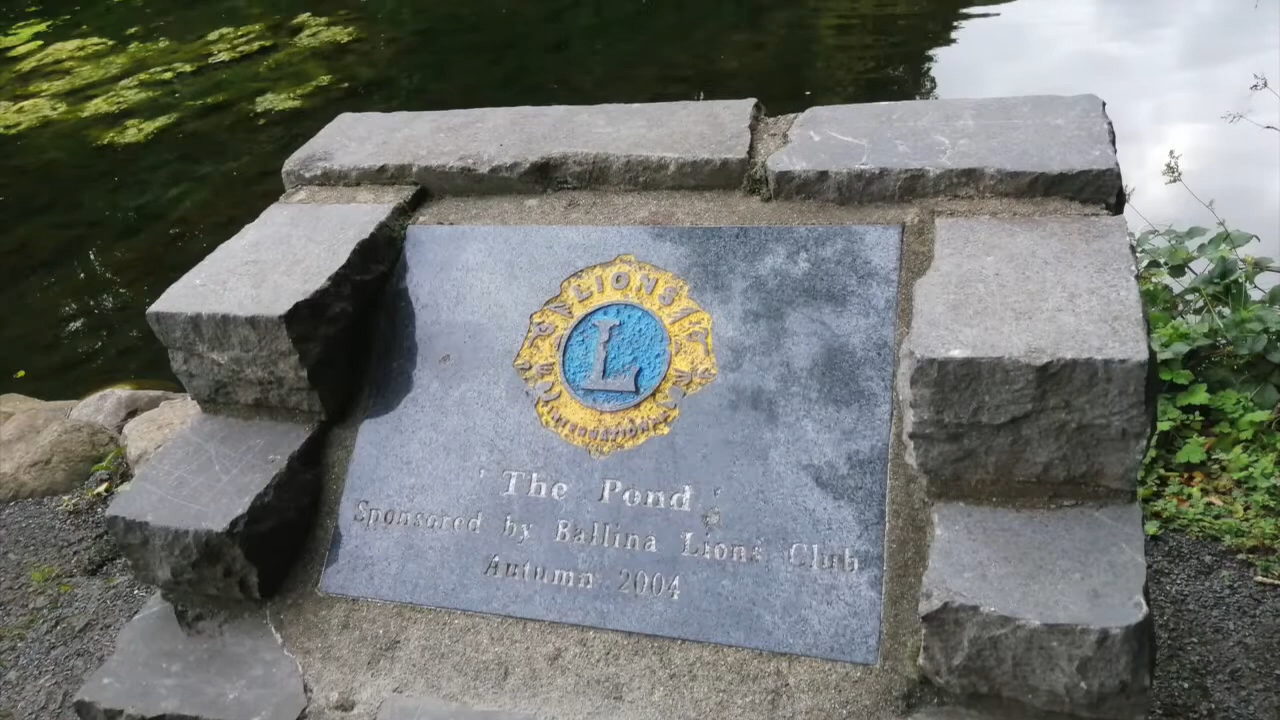 LIONS
L
INTERNATIONAL
' The Pond '
Sponsored by Ballina Lions Club
Autumn 2004